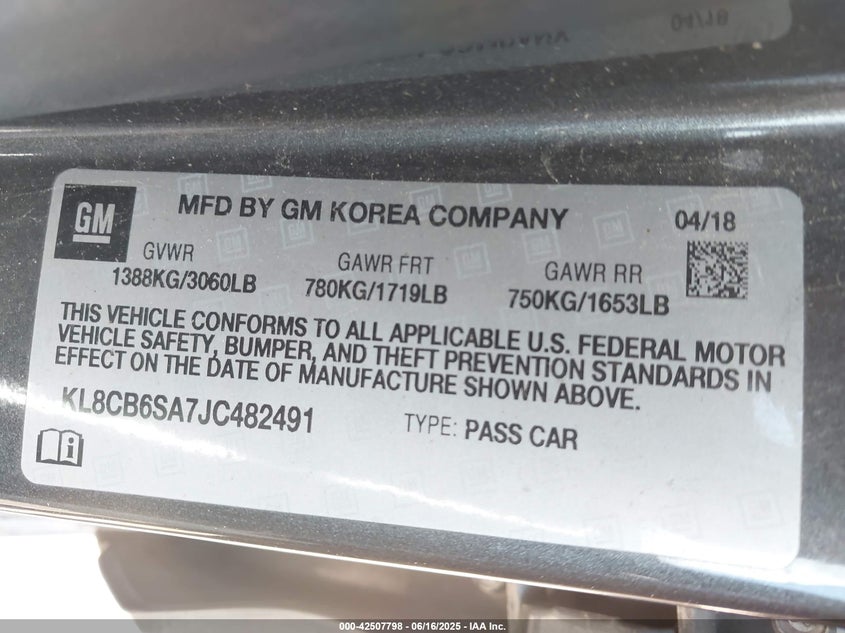 04/18
GM
MFD BY GM KOREA COMPANY
04/18
GVWR
1388KG/3060LB
GAWR FRT
780KG/1719LB
GAWR RR
750KG/1653LB
THIS VEHICLE CONFORMS TO ALL APPLICABLE U.S. FEDERAL MOTOR
VEHICLE SAFETY, BUMPER, AND THEFT PREVENTION STANDARDS IN
EFFECT ON THE DATE OF MANUFACTURE SHOWN ABOVE.
KL8CB6SA7JC482491
TYPE: PASS CAR
000-42507798 - 06/16/2025 - IAA Inc.